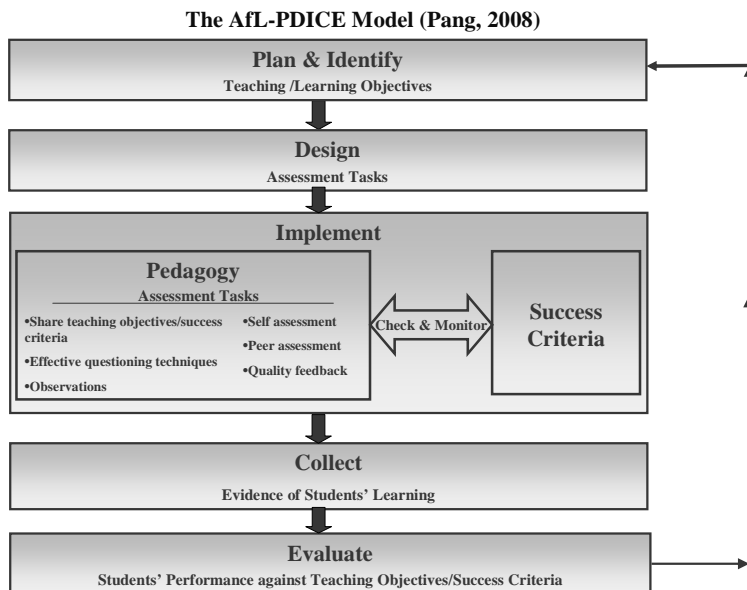 The AfL-PDICE Model (Pang, 2008)
Plan & Identify
Teaching /Learning Objectives
Design
Assessment Tasks
Implement
Pedagogy
Assessment Tasks
•Share teaching objectives/success
criteria
•Effective questioning techniques
•Observations
•Self assessment
•Peer assessment
•Quality feedback
Check & Monitor
Success
Criteria
Collect
Evidence of Students’ Learning
Evaluate
Students’ Performance against Teaching Objectives/Success Criteria